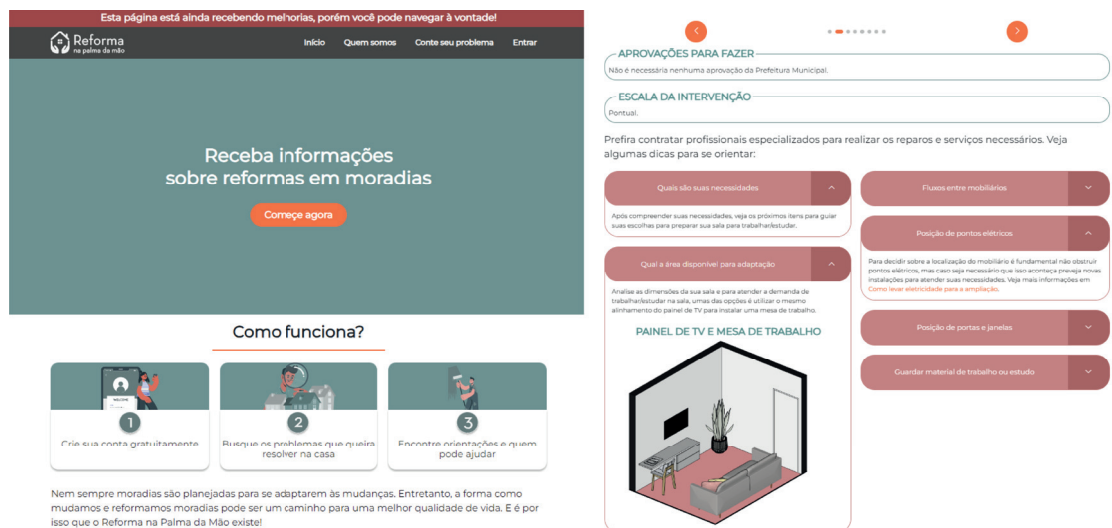 Esta página está ainda recebendo melhorias, porém você pode navegar à vontade!
Reforma
na palma da mão
Início Quem somos Conte seu problema Entrar
Receba informações
sobre reformas em moradias
Começe agora
Como funciona?
WELCOME
1
Crie sua conta gratuitamente
2
Busque os problemas que queira
resolver na casa
3
Encontre orientações e quem
pode ajudar
Nem sempre moradias são planejadas para se adaptarem às mudanças. Entretanto, a forma como
mudamos e reformamos moradias pode ser um caminho para uma melhor qualidade de vida. E é por
isso que o Reforma na Palma da Mão existe!
APROVAÇÕES PARA FAZER
Não é necessária nenhuma aprovação da Prefeitura Municipal.
ESCALA DA INTERVENÇÃO
Pontual.
Prefira contratar profissionais especializados para realizar os reparos e serviços necessários. Veja
algumas dicas para se orientar:
Quais são suas necessidades
Após compreender suas necessidades, veja os próximos itens para guiar
suas escolhas para preparar sua sala para trabalhar/estudar.
Qual a área disponível para adaptação
Analise as dimensões da sua sala e para atender a demanda de
trabalhar/estudar na sala, umas das opções é utilizar o mesmo
alinhamento do painel de TV para instalar uma mesa de trabalho.
PAINEL DE TV E MESA DE TRABALHO
Fluxos entre mobiliários
Posição de pontos elétricos
Para decidir sobre a localização do mobiliário é fundamental não obstruir
pontos elétricos, mas caso seja necessário que isso aconteça preveja novas
instalações para atender suas necessidades. Veja mais informações em
Como levar eletricidade para a ampliação.
Posição de portas e janelas
Guardar material de trabalho ou estudo